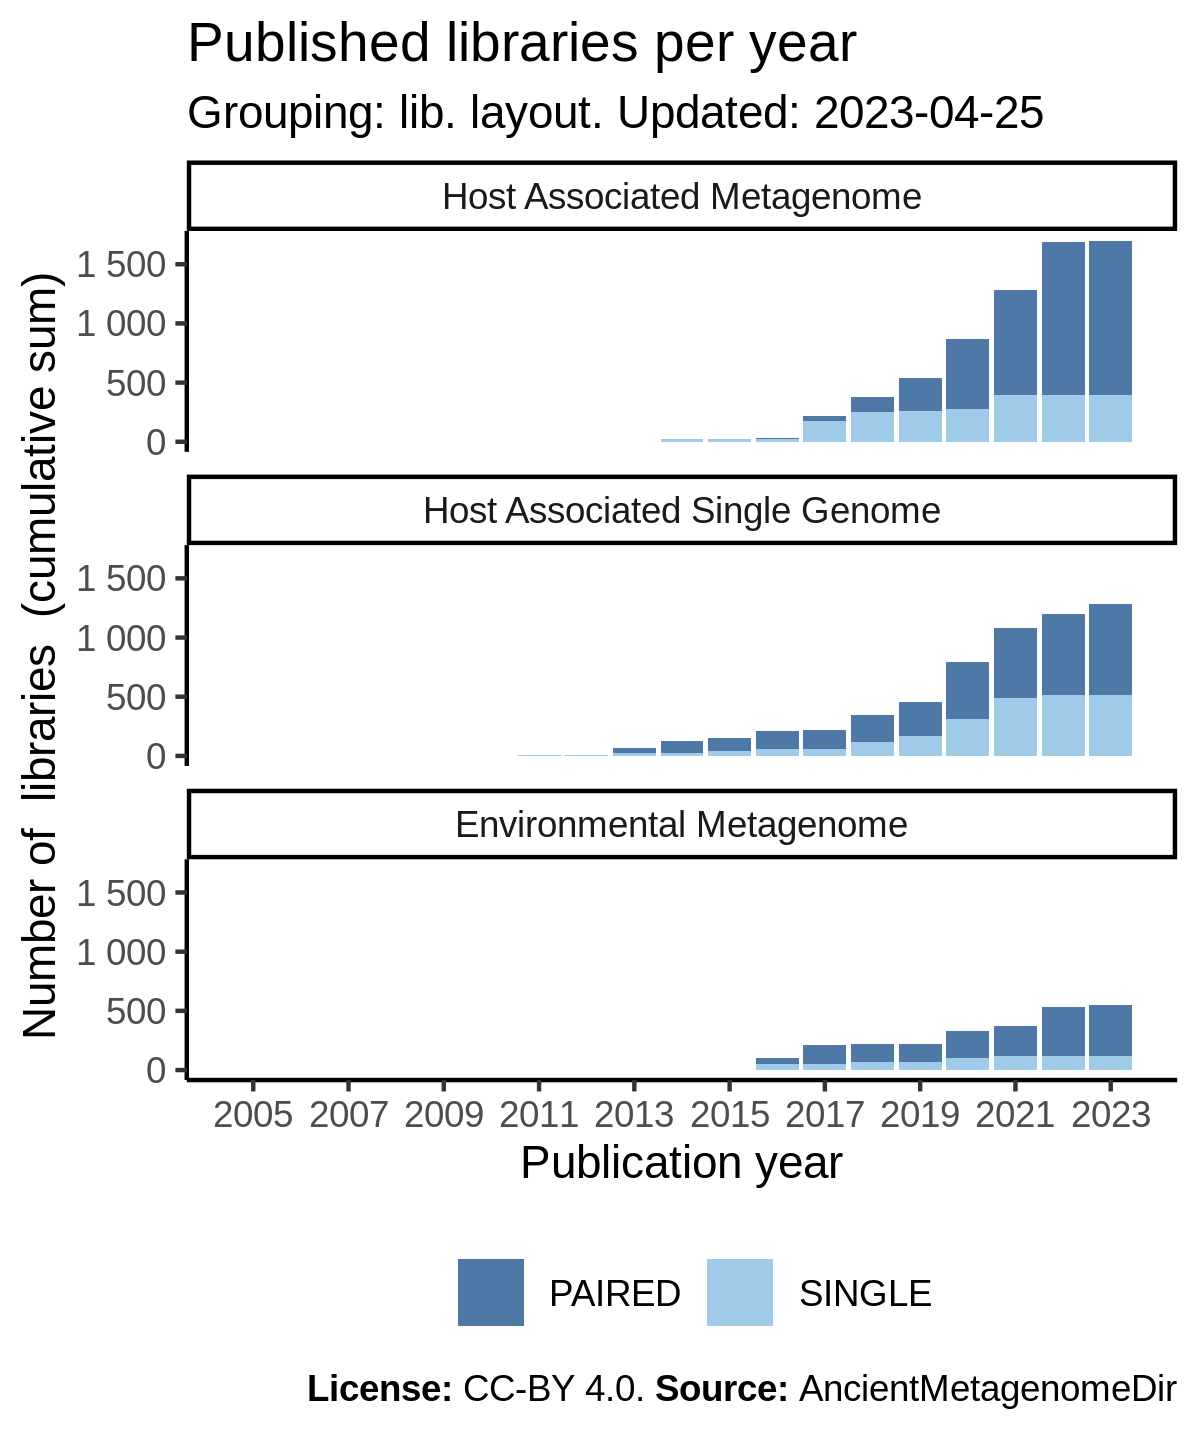 Published libraries per year
Grouping: lib. layout. Updated: 2023-04-25
Number of libraries (cumulative sum)
Host Associated Metagenome
1 500
1 000
500
0
Host Associated Single Genome
1 500
1 000
500
0
Environmental Metagenome
1 500
1 000
500
0
2005 2007 2009 2011 2013 2015 2017 2019 2021 2023
Publication year
PAIRED SINGLE
License: CC-BY 4.0. Source: AncientMetagenomeDir